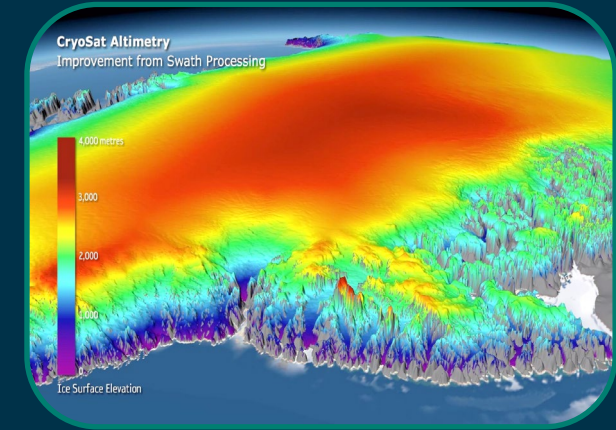 CryoSat Altimetry
Improvement from Swath Processing
4,000 metres
3,000
2,000
1,000
0
Ice Surface Elevation